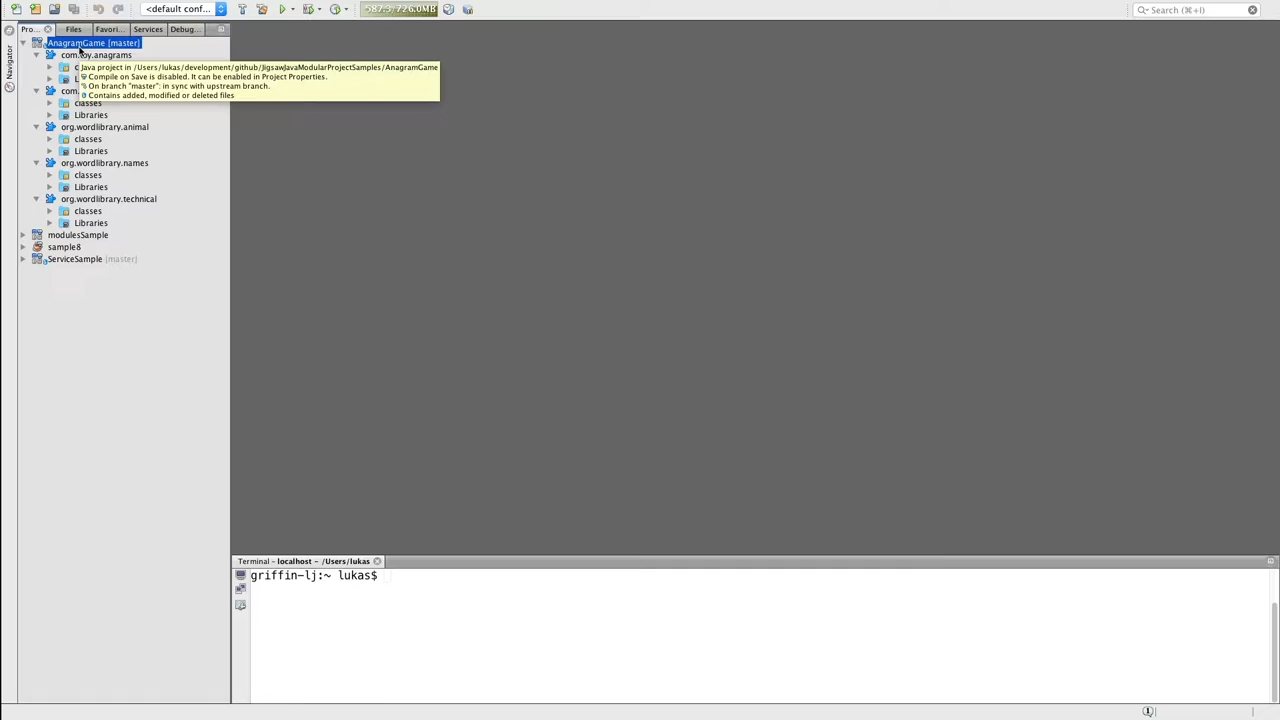 <default conf...
587.3/726.0MB
Search (⌘+I)
Pro...
Files
Favori...
Services
Debug...
Navigator
AnagramGame [master]
com.toy.anagrams
Java project in /Users/lukas/development/github/JigsawJavaModularProjectSamples/AnagramGame
Compile on Save is disabled. It can be enabled in Project Properties.
On branch "master": in sync with upstream branch.
Contains added, modified or deleted files
c
L
com.
classes
Libraries
org.wordlibrary.animal
classes
Libraries
org.wordlibrary.names
classes
Libraries
org.wordlibrary.technical
classes
Libraries
modulesSample
sample8
ServiceSample [master]
Terminal - localhost - /Users/lukas
griffin-lj:~ lukas$